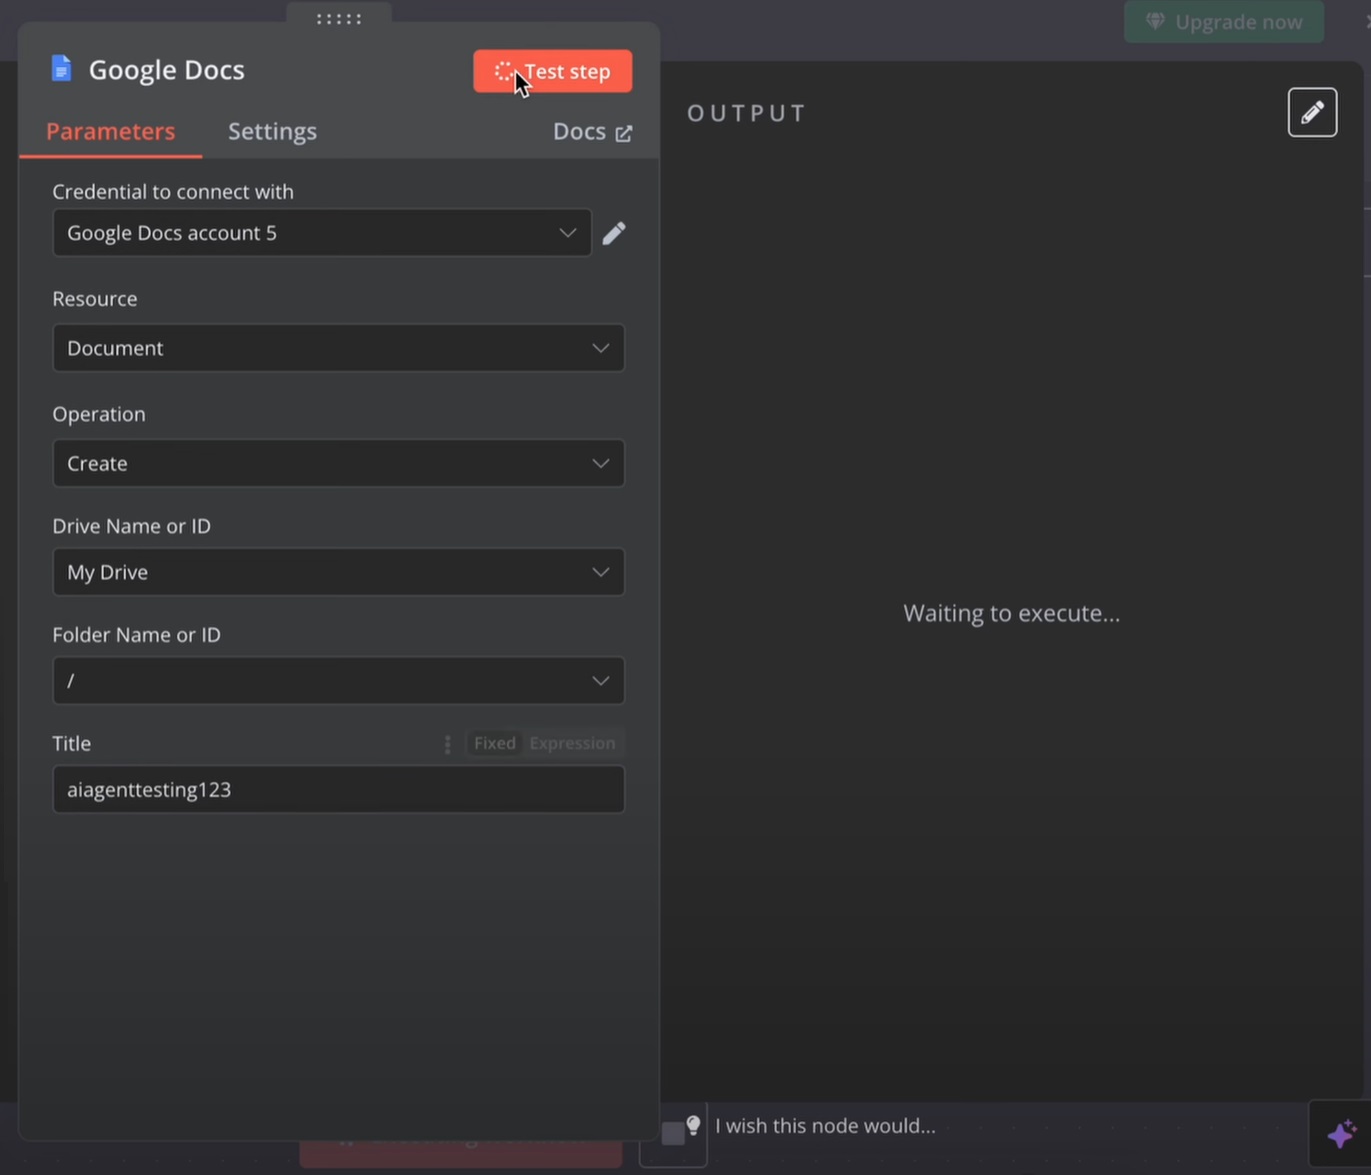 Upgrade now
Google Docs
Test step
Parameters
Settings
Docs
OUTPUT
Credential to connect with
Google Docs account 5
Resource
Document
Operation
Create
Drive Name or ID
My Drive
Folder Name or ID
/
Title
Fixed
Expression
aiagenttesting123
Waiting to execute...
I wish this node would...